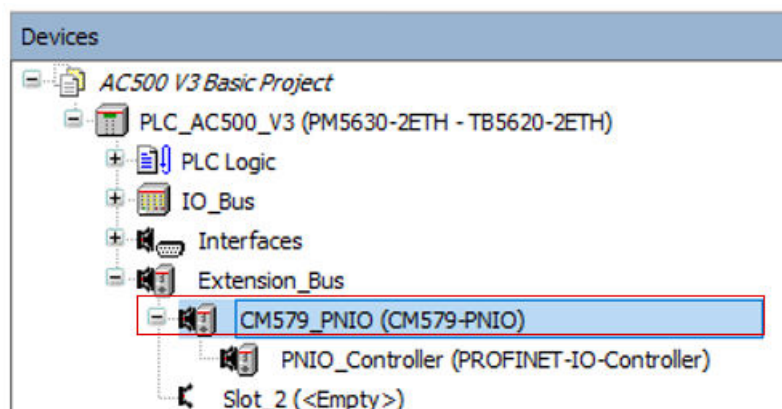 Devices
AC500 V3 Basic Project
PLC_AC500_V3 (PM5630-2ETH - TB5620-2ETH)
PLC Logic
IO_Bus
Interfaces
Extension_Bus
CM579_PNIO (CM579-PNIO)
PNIO_Controller (PROFINET-IO-Controller)
Slot_2 (<Empty>)